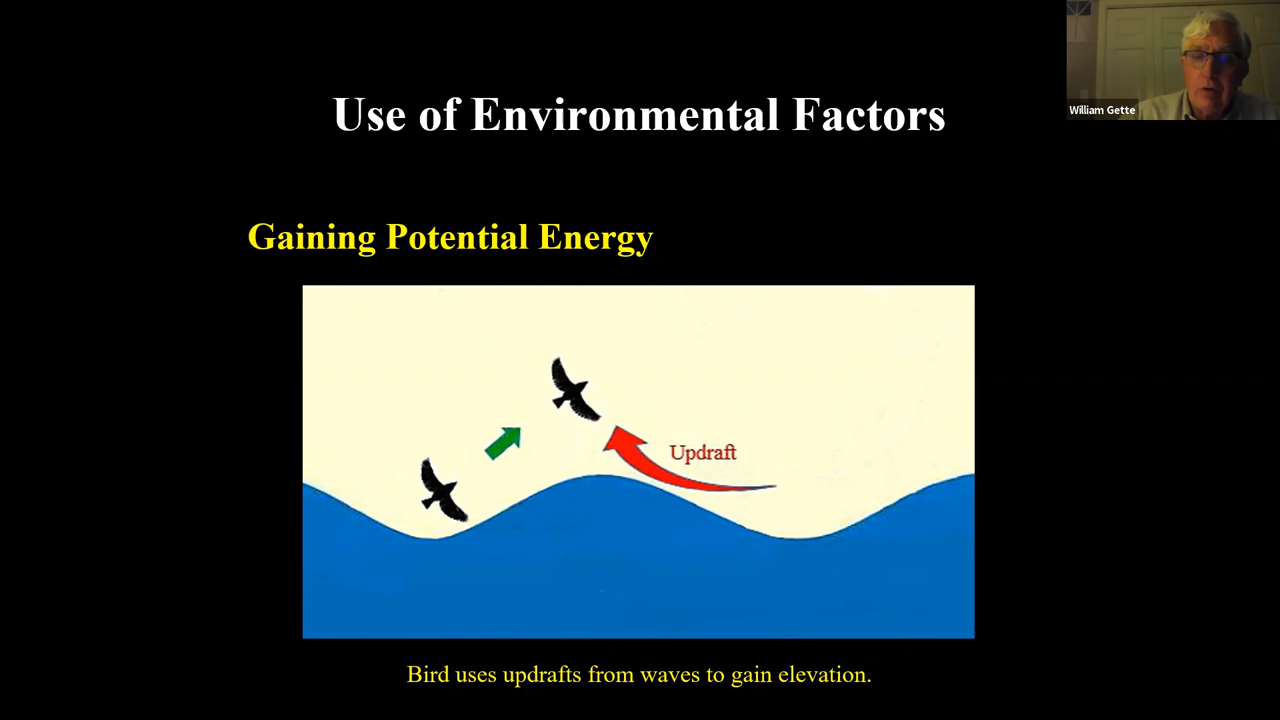 Use of Environmental Factors
William Gette
Gaining Potential Energy
Updraft
Bird uses updrafts from waves to gain elevation.